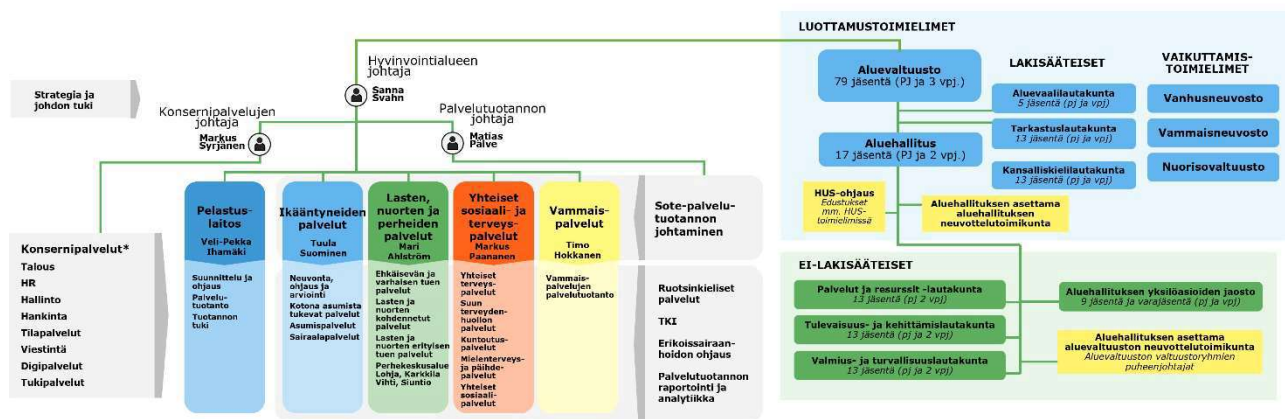 Strategia ja
johdon tuki
Hyvinvointialueen
johtaja
Sanna
Svahn
Konsernipalvelujen
johtaja
Markus
Syrjänen
Palvelutuotannon
johtaja
Matias
Pälve
Konsernipalvelut*
Talous
HR
Hallinto
Hankinta
Tilapalvelut
Viestintä
Digipalvelut
Tukipalvelut
Pelastus-
laitos
Veli-Pekka
Ihamäki
Suunnittelu ja
ohjaus
Palvelu-
tuotanto
Tuotannon
tuki
Ikääntyneiden
palvelut
Tuula
Suominen
Neuvonta,
ohjaus ja
arviointi
Kotona asumista
tukevat palvelut
Asumispalvelut
Sairaalapalvelut
Lasten,
nuorten ja
perheiden
palvelut
Mari
Ahlström
Ehkäisevän ja
varhaisen tuen
palvelut
Lasten ja
nuorten
kohdennetut
palvelut
Lasten ja
nuorten erityisen
tuen palvelut
Perhekeskusalue
Lohja, Karkkila
Vihti, Siuntio
Yhteiset
sosiaali- ja
terveys-
palvelut
Markus
Paananen
Yhteiset
terveys-
palvelut
Suun
terveyden-
huollon palvelut
Kuntoutus-
palvelut
Mielenterveys-
ja päihde-
palvelut
Yhteiset
sosiaali-
palvelut
Vammais-
palvelut
Timo
Hokkanen
Vammais-
palvelujen
palvelutuotanto
Sote-palvelu-
tuotannon
johtaminen
Ruotsinkieliset
palvelut
TKI
Erikoissairaan-
hoidon ohjaus
Palvelutuotannon
raportointi ja
analytiikka
LUOTTAMUSTOIMIELIMET
Aluevaltuusto
79 jäsentä (PJ ja 3 vpj.)
Aluehallitus
17 jäsentä (PJ ja 2 vpj.)
LAKISÄÄTEISET
Aluevaalilautakunta
5 jäsentä (pj ja vpj)
Tarkastuslautakunta
13 jäsentä (pj ja vpj)
Kansalliskielilautakunta
13 jäsentä (pj ja vpj)
VAIKUTTAMIS-
TOIMIELIMET
Vanhusneuvosto
Vammaisneuvosto
Nuorisovaltuusto
HUS-ohjaus
Edustukset
mm. HUS-
toimielimissä
Aluehallituksen asettama
aluehallituksen
neuvottelutoimikunta
EI-LAKISÄÄTEISET
Palvelut ja resurssit -lautakunta
13 jäsentä (pj 2 vpj)
Tulevaisuus- ja kehittämislautakunta
13 jäsentä (pj ja 2 vpj)
Valmius- ja turvallisuuslautakunta
13 jäsentä (pj ja 2 vpj)
Aluehallituksen yksilöasioiden jaosto
9 jäsentä ja varajäsentä (pj ja vpj)
Aluehallituksen asettama
aluevaltuuston neuvottelutoimikunta
Aluevaltuuston valtuustoryhmien
puheenjohtajat